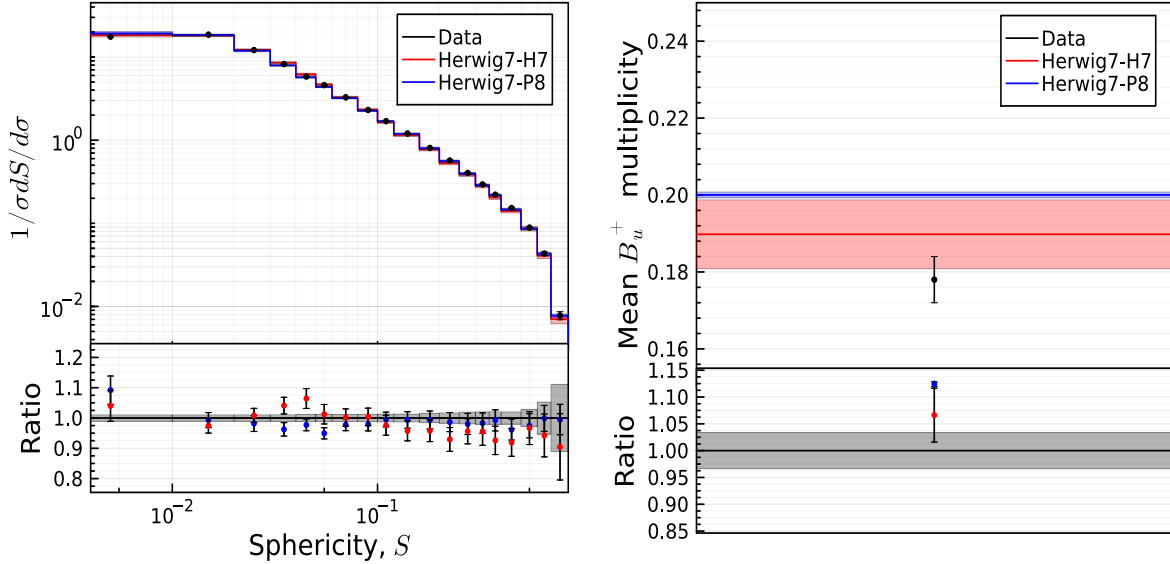 1/σdS/dσ
10^0
10^-2
Data
Herwig7-H7
Herwig7-P8
Ratio
1.2
1.1
1.0
0.9
0.8
10^-2
10^-1
Sphericity, S
Mean B_u^+ multiplicity
0.24
0.22
0.20
0.18
0.16
Data
Herwig7-H7
Herwig7-P8
Ratio
1.15
1.10
1.05
1.00
0.95
0.90
0.85